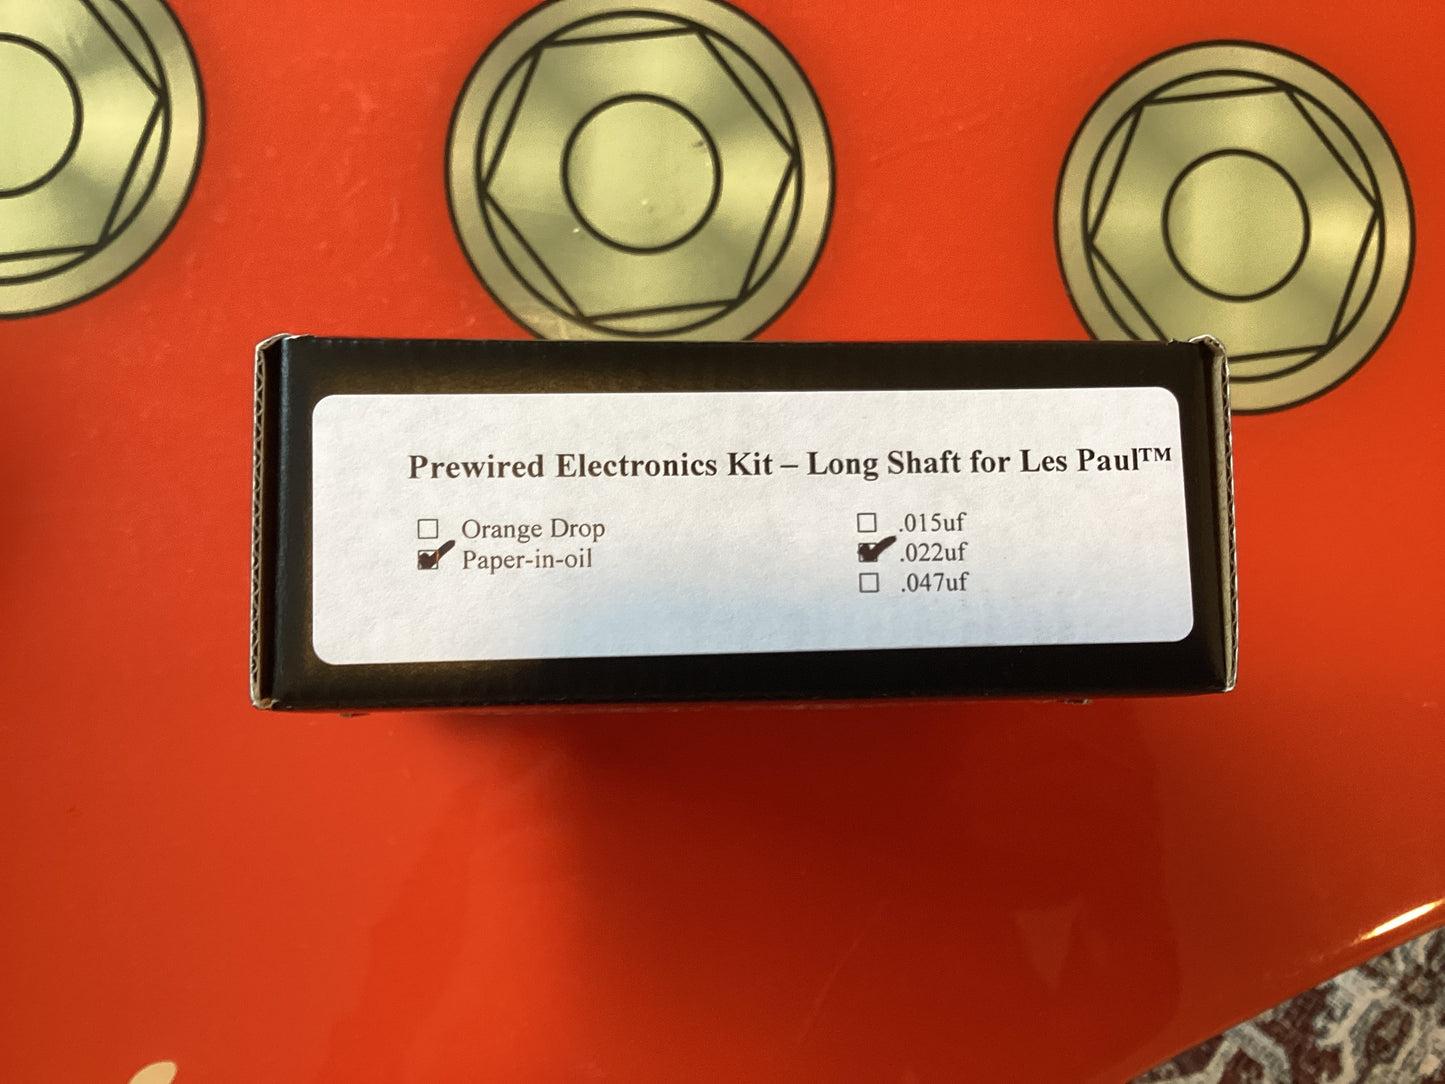 Prewired Electronics Kit – Long Shaft for Les Paul™
☐ Orange Drop ☐ .015uf
☑ Paper-in-oil ☑ .022uf
☐ .047uf